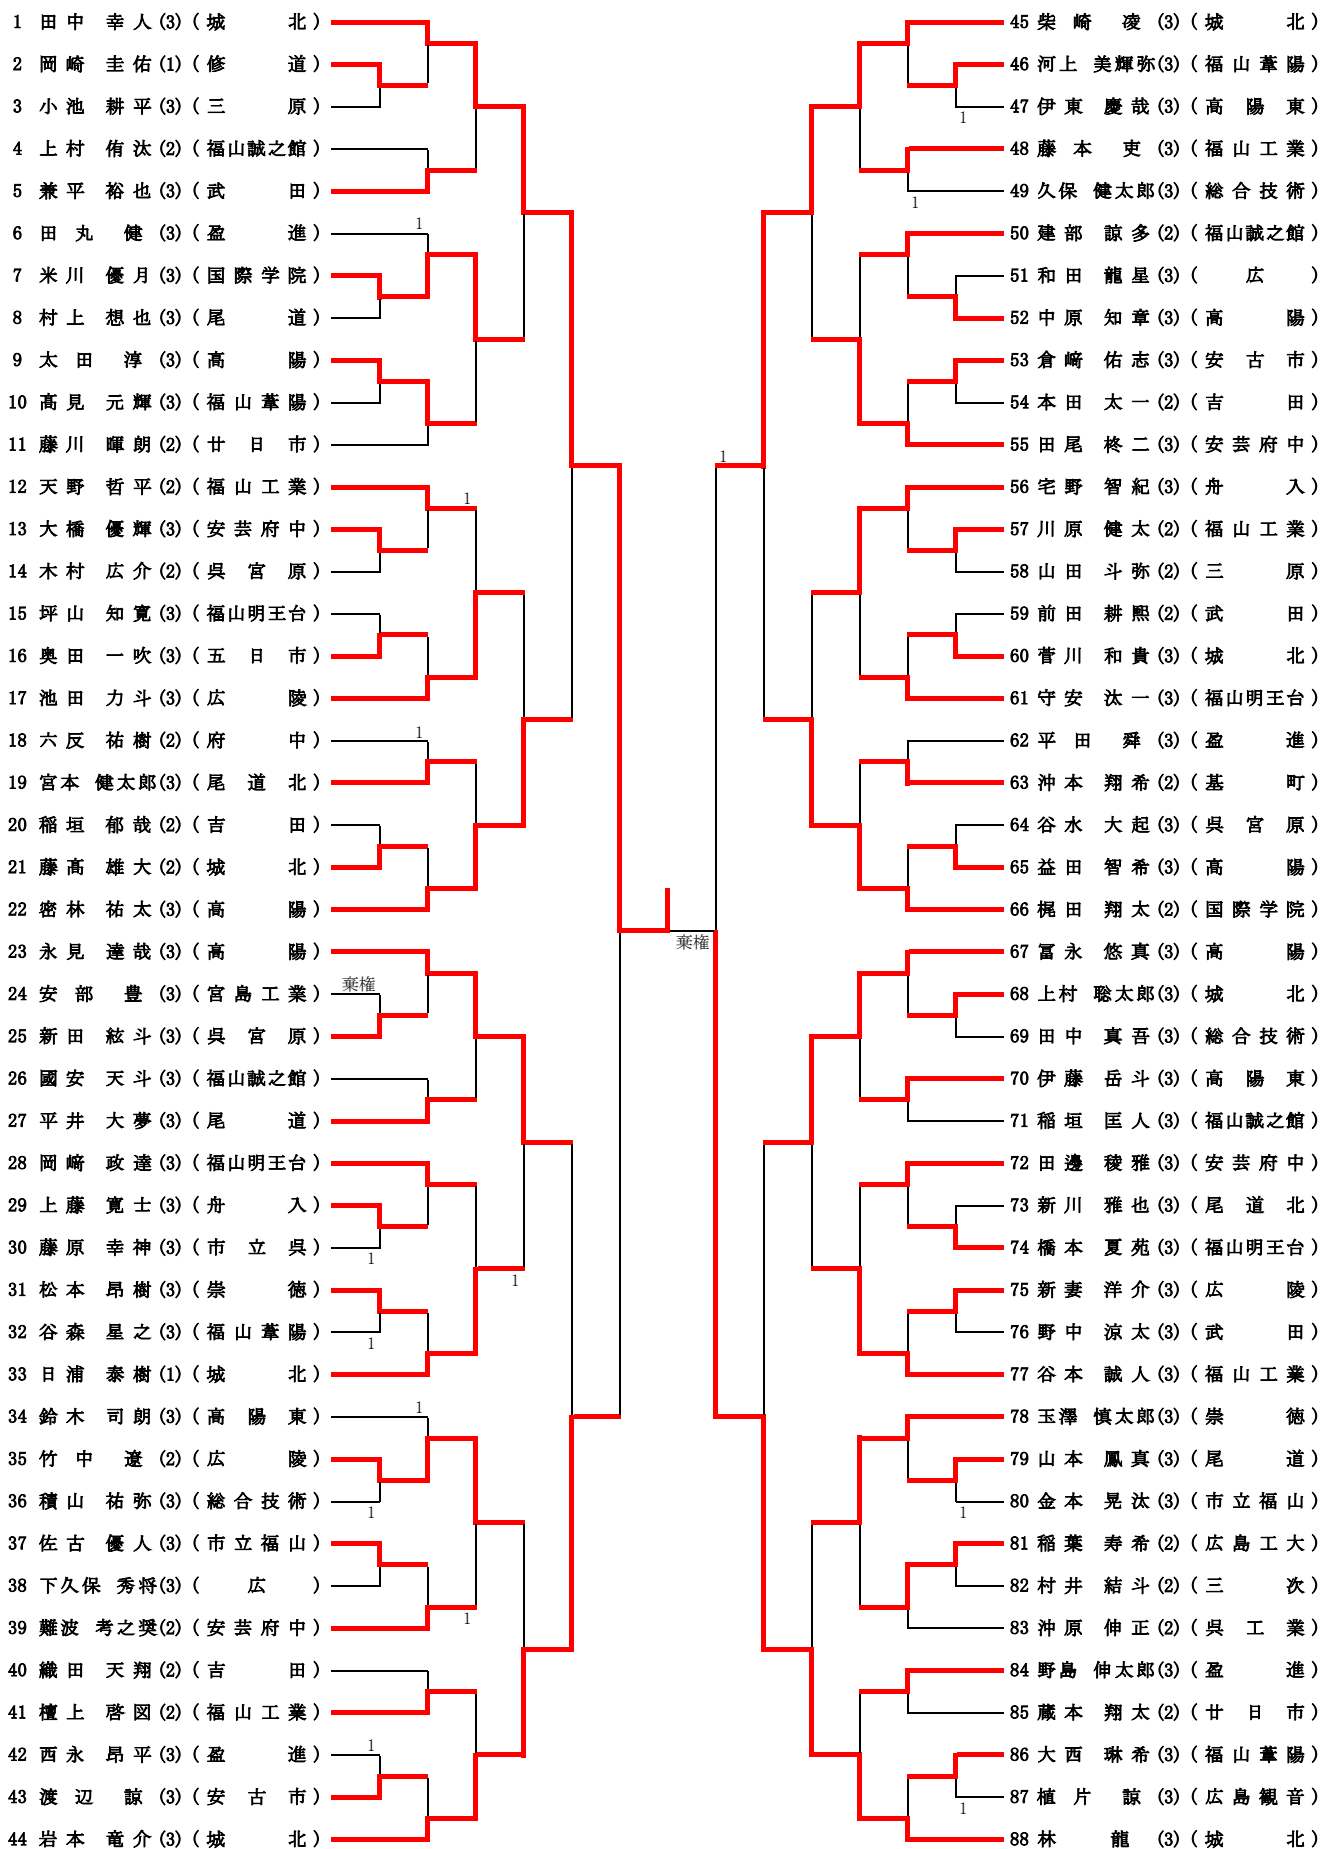 1 田中 幸人(3)(城北)
2 岡崎 圭佑(1)(修道)
3 小池 耕平(3)(三原)
4 上村 侑汰(2)(福山誠之館)
5 兼平 裕也(3)(武田)
6 田丸 健(3)(盈進)
1
7 米川 優月(3)(国際学院)
8 村上 想也(3)(尾道)
9 太田 淳(3)(高陽)
10 高見 元輝(3)(福山葦陽)
11 藤川 暉朗(2)(廿日市)
12 天野 哲平(2)(福山工業)
1
13 大橋 優輝(3)(安芸府中)
14 木村 広介(2)(呉宮原)
15 坪山 知寛(3)(福山明王台)
16 奥田 一吹(3)(五日市)
17 池田 力斗(3)(広陵)
18 六反 祐樹(2)(府中)
1
19 宮本 健太郎(3)(尾道北)
20 稲垣 郁哉(2)(吉田)
21 藤高 雄大(2)(城北)
22 密林 祐太(3)(高陽)
23 永見 達哉(3)(高陽)
24 安部 豊(3)(宮島工業)
棄権
25 新田 絃斗(3)(呉宮原)
26 國安 天斗(3)(福山誠之館)
27 平井 大夢(3)(尾道)
28 岡﨑 政達(3)(福山明王台)
29 上藤 寛士(3)(舟入)
30 藤原 幸神(3)(市立呉)
1
31 松本 昂樹(3)(崇徳)
1
32 谷森 星之(3)(福山葦陽)
1
33 日浦 泰樹(1)(城北)
34 鈴木 司朗(3)(高陽東)
1
35 竹中 遼(2)(広陵)
36 積山 祐弥(3)(総合技術)
1
37 佐古 優人(3)(市立福山)
38 下久保 秀将(3)(広)
39 難波 考之奨(2)(安芸府中)
1
40 織田 天翔(2)(吉田)
41 檀上 啓図(2)(福山工業)
42 西永 昂平(3)(盈進)
1
43 渡辺 諒(3)(安古市)
44 岩本 竜介(3)(城北)
棄権
1
45 柴崎 凌(3)(城北)
46 河上 美輝弥(3)(福山葦陽)
47 伊東 慶哉(3)(高陽東)
1
48 藤本 吏(3)(福山工業)
49 久保 健太郎(3)(総合技術)
1
50 建部 諒多(2)(福山誠之館)
51 和田 龍星(3)(広)
52 中原 知章(3)(高陽)
53 倉﨑 佑志(3)(安古市)
54 本田 太一(2)(吉田)
55 田尾 柊二(3)(安芸府中)
56 宅野 智紀(3)(舟入)
57 川原 健太(2)(福山工業)
58 山田 斗弥(2)(三原)
59 前田 耕熙(2)(武田)
60 菅川 和貴(3)(城北)
61 守安 汰一(3)(福山明王台)
62 平田 舜(3)(盈進)
63 沖本 翔希(2)(基町)
64 谷水 大起(3)(呉宮原)
65 益田 智希(3)(高陽)
66 梶田 翔太(2)(国際学院)
67 冨永 悠真(3)(高陽)
68 上村 聡太郎(3)(城北)
69 田中 真吾(3)(総合技術)
70 伊藤 岳斗(3)(高陽東)
71 稲垣 匡人(3)(福山誠之館)
72 田邊 稜雅(3)(安芸府中)
73 新川 雅也(3)(尾道北)
74 橋本 夏苑(3)(福山明王台)
75 新妻 洋介(3)(広陵)
76 野中 涼太(3)(武田)
77 谷本 誠人(3)(福山工業)
78 玉澤 慎太郎(3)(崇徳)
79 山本 鳳真(3)(尾道)
80 金本 晃汰(3)(市立福山)
1
81 稲葉 寿希(2)(広島工大)
82 村井 結斗(2)(三次)
83 沖原 伸正(2)(呉工業)
84 野島 伸太郎(3)(盈進)
85 蔵本 翔太(2)(廿日市)
86 大西 琳希(3)(福山葦陽)
87 植片 諒(3)(広島観音)
1
88 林 龍(3)(城北)